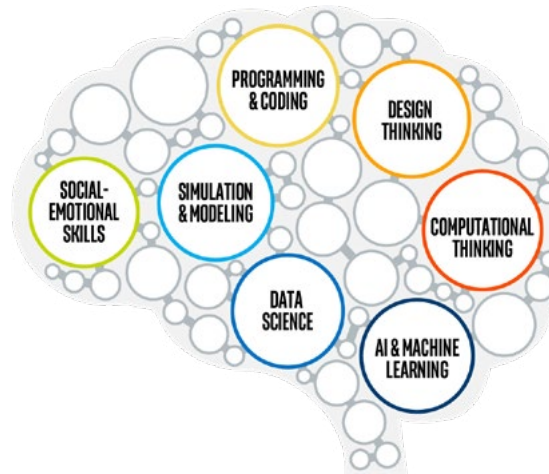 PROGRAMMING
& CODING
DESIGN
THINKING
SOCIAL-
EMOTIONAL
SKILLS
SIMULATION
& MODELING
COMPUTATIONAL
THINKING
DATA
SCIENCE
AI & MACHINE
LEARNING